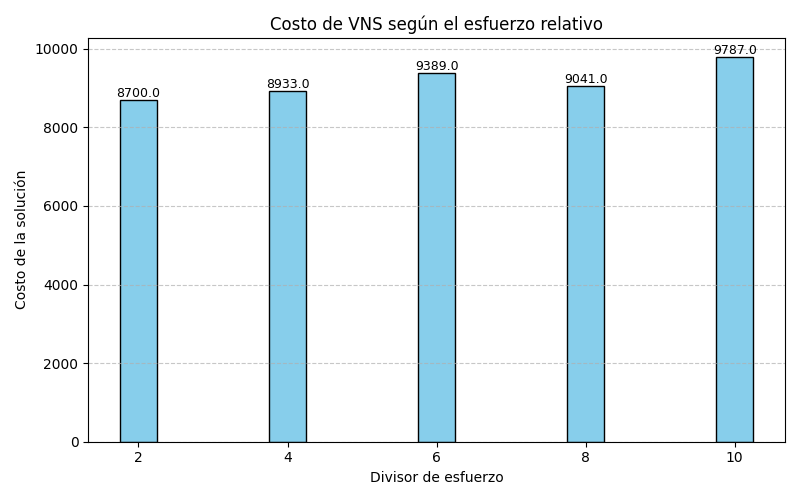 Costo de VNS según el esfuerzo relativo
Costo de la solución
10000
8000
6000
4000
2000
0
8700.0
8933.0
9389.0
9041.0
9787.0
2 4 6 8 10
Divisor de esfuerzo